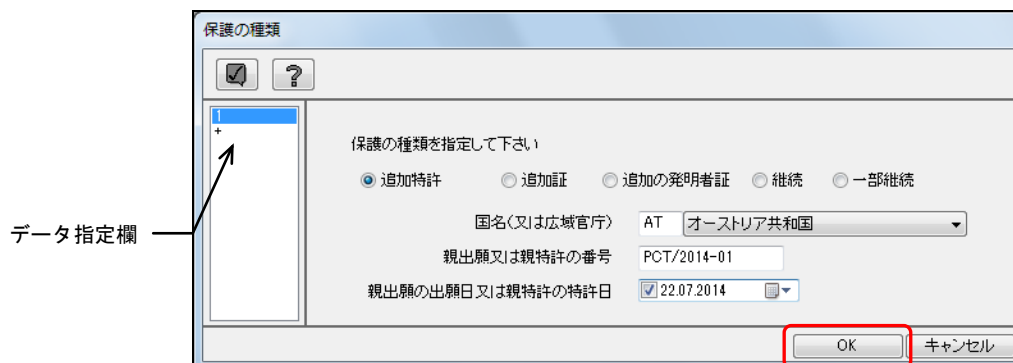 保護の種類
1
+
保護の種類を指定して下さい
追加特許 追加証 追加の発明者証 継続 一部継続
国名(又は広域官庁) AT オーストリア共和国
データ指定欄
親出願又は親特許の番号 PCT/2014-01
親出願の出願日又は親特許の特許日 22.07.2014
OK キャンセル